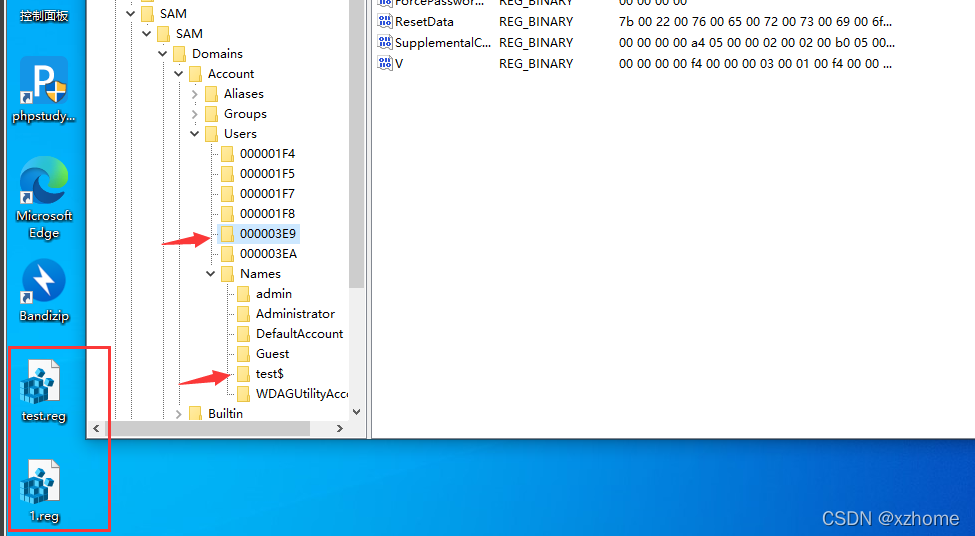 控制面板
phpstudy...
Microsoft
Edge
Bandizip
test.reg
1.reg
SAM
SAM
Domains
Account
Aliases
Groups
Users
000001F4
000001F5
000001F7
000001F8
000003E9
000003EA
Names
admin
Administrator
DefaultAccount
Guest
test$
WDAGUtilityAcc
Builtin
ForcePasswor... REG_BINARY 00 00 00 00
ResetData REG_BINARY 7b 00 22 00 76 00 65 00 72 00 73 00 69 00 6f...
SupplementalC... REG_BINARY 00 00 00 00 a4 05 00 00 02 00 02 00 b0 05 00...
V REG_BINARY 00 00 00 00 f4 00 00 00 03 00 01 00 f4 00 00 ...
CSDN @xzhome